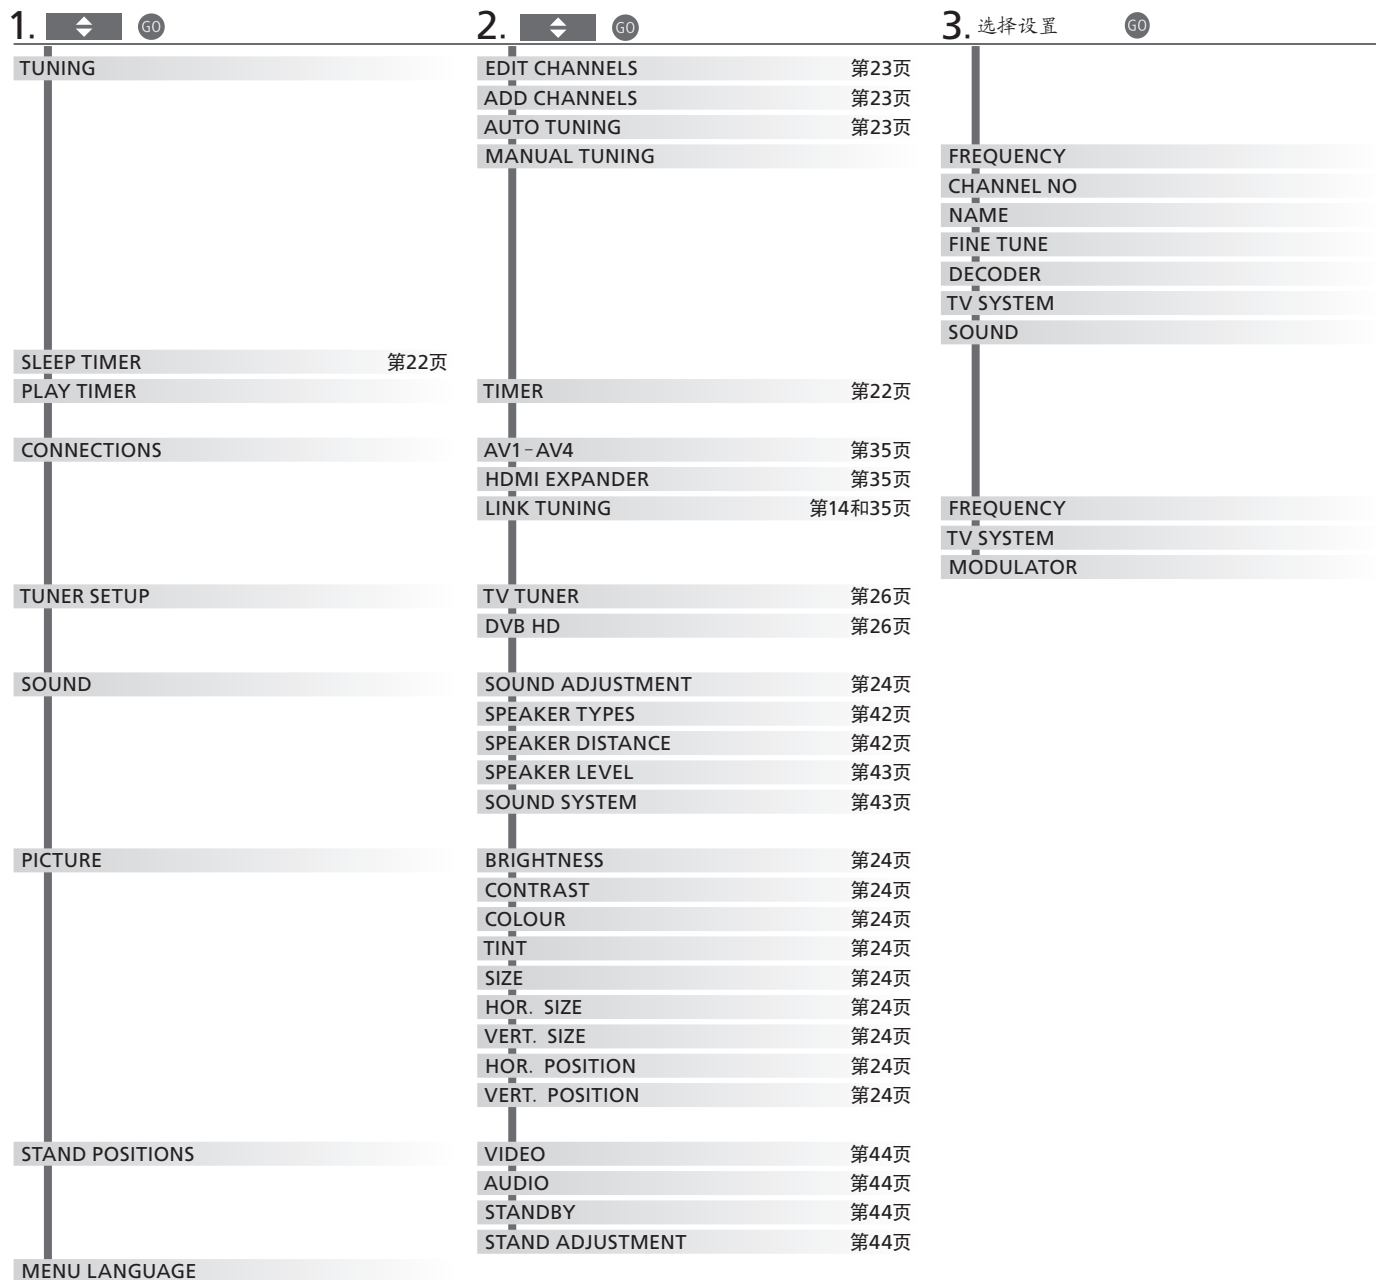 1. GO 2. GO 3. 选择设置 GO
TUNING EDIT CHANNELS 第23页
ADD CHANNELS 第23页
AUTO TUNING 第23页
MANUAL TUNING FREQUENCY
CHANNEL NO
NAME
FINE TUNE
DECODER
TV SYSTEM
SOUND
SLEEP TIMER 第22页
PLAY TIMER TIMER 第22页
CONNECTIONS AV1-AV4 第35页
HDMI EXPANDER 第35页
LINK TUNING 第14和35页 FREQUENCY
TV SYSTEM
MODULATOR
TUNER SETUP TV TUNER 第26页
DVB HD 第26页
SOUND SOUND ADJUSTMENT 第24页
SPEAKER TYPES 第42页
SPEAKER DISTANCE 第42页
SPEAKER LEVEL 第43页
SOUND SYSTEM 第43页
PICTURE BRIGHTNESS 第24页
CONTRAST 第24页
COLOUR 第24页
TINT 第24页
SIZE 第24页
HOR. SIZE 第24页
VERT. SIZE 第24页
HOR. POSITION 第24页
VERT. POSITION 第24页
STAND POSITIONS VIDEO 第44页
AUDIO 第44页
STANDBY 第44页
STAND ADJUSTMENT 第44页
MENU LANGUAGE